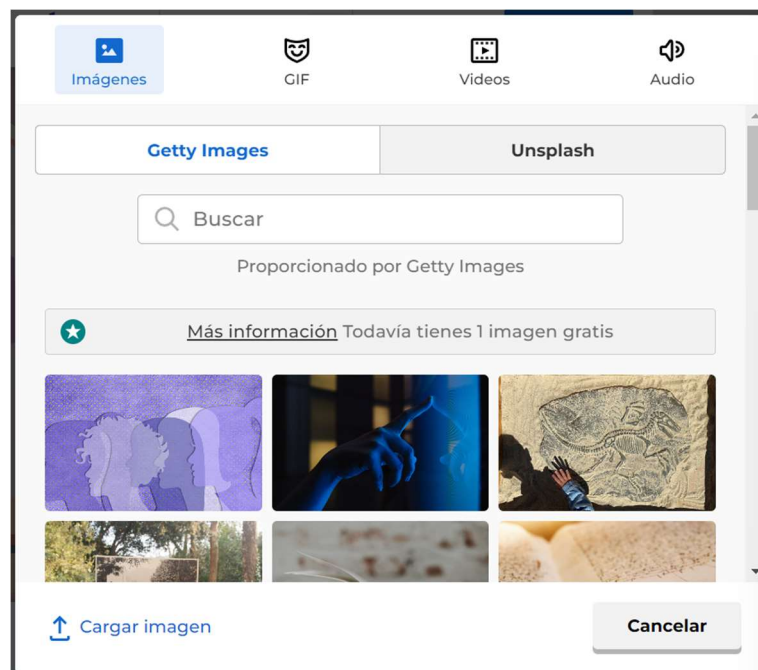 Imágenes
GIF
Videos
Audio
Getty Images
Unsplash
Buscar
Proporcionado por Getty Images
Más información Todavía tienes 1 imagen gratis
Cargar imagen
Cancelar